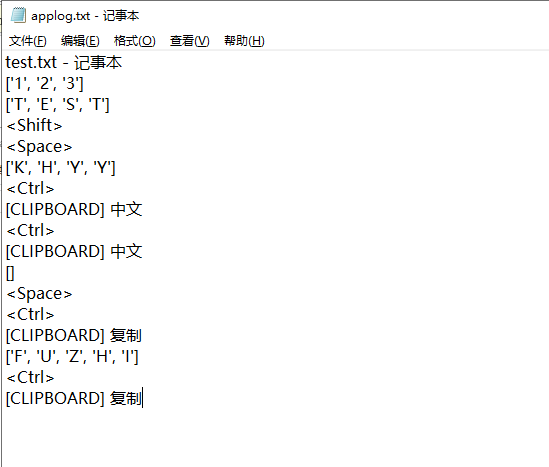 applog.txt - 记事本
文件(F) 编辑(E) 格式(O) 查看(V) 帮助(H)
test.txt - 记事本
['1', '2', '3']
['T', 'E', 'S', 'T']
<Shift>
<Space>
['K', 'H', 'Y', 'Y']
<Ctrl>
[CLIPBOARD] 中文
<Ctrl>
[CLIPBOARD] 中文
[]
<Space>
<Ctrl>
[CLIPBOARD] 复制
['F', 'U', 'Z', 'H', 'I']
<Ctrl>
[CLIPBOARD] 复制